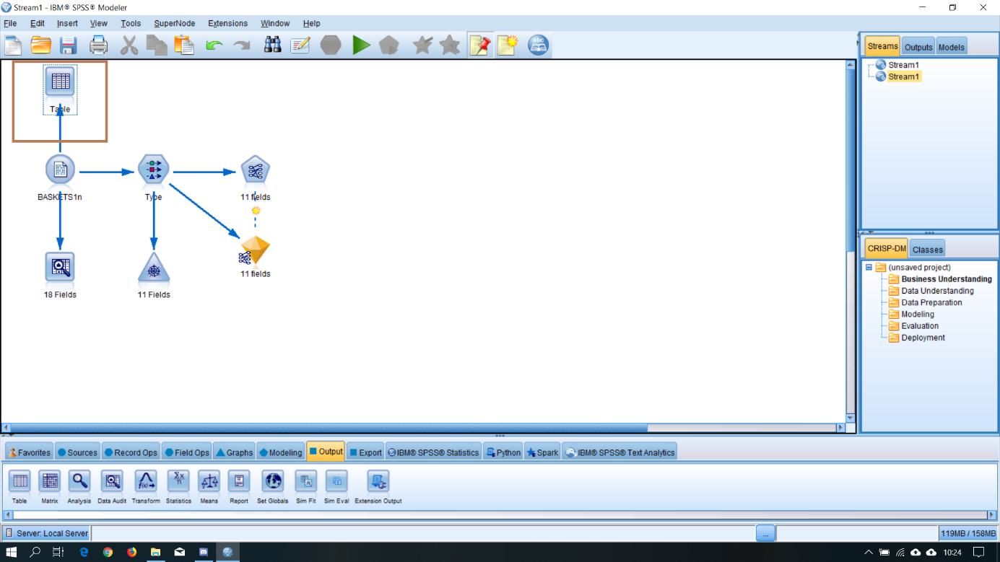 Stream1 - IBM® SPSS® Modeler
File Edit Insert View Tools SuperNode Extensions Window Help
Streams Outputs Models
Stream1
Stream1
Table
BASKETS1n
Type
11 fields
11 fields
18 Fields
11 Fields
CRISP-DM Classes
(unsaved project)
Business Understanding
Data Understanding
Data Preparation
Modeling
Evaluation
Deployment
Favorites Sources Record Ops Field Ops Graphs Modeling Output Export IBM® SPSS® Statistics Python Spark IBM® SPSS® Text Analytics
Table Matrix Analysis Data Audit Transform Statistics Means Report Set Globals Sim Fit Sim Eval Extension Output
Server: Local Server ... 119MB / 158MB
10:24